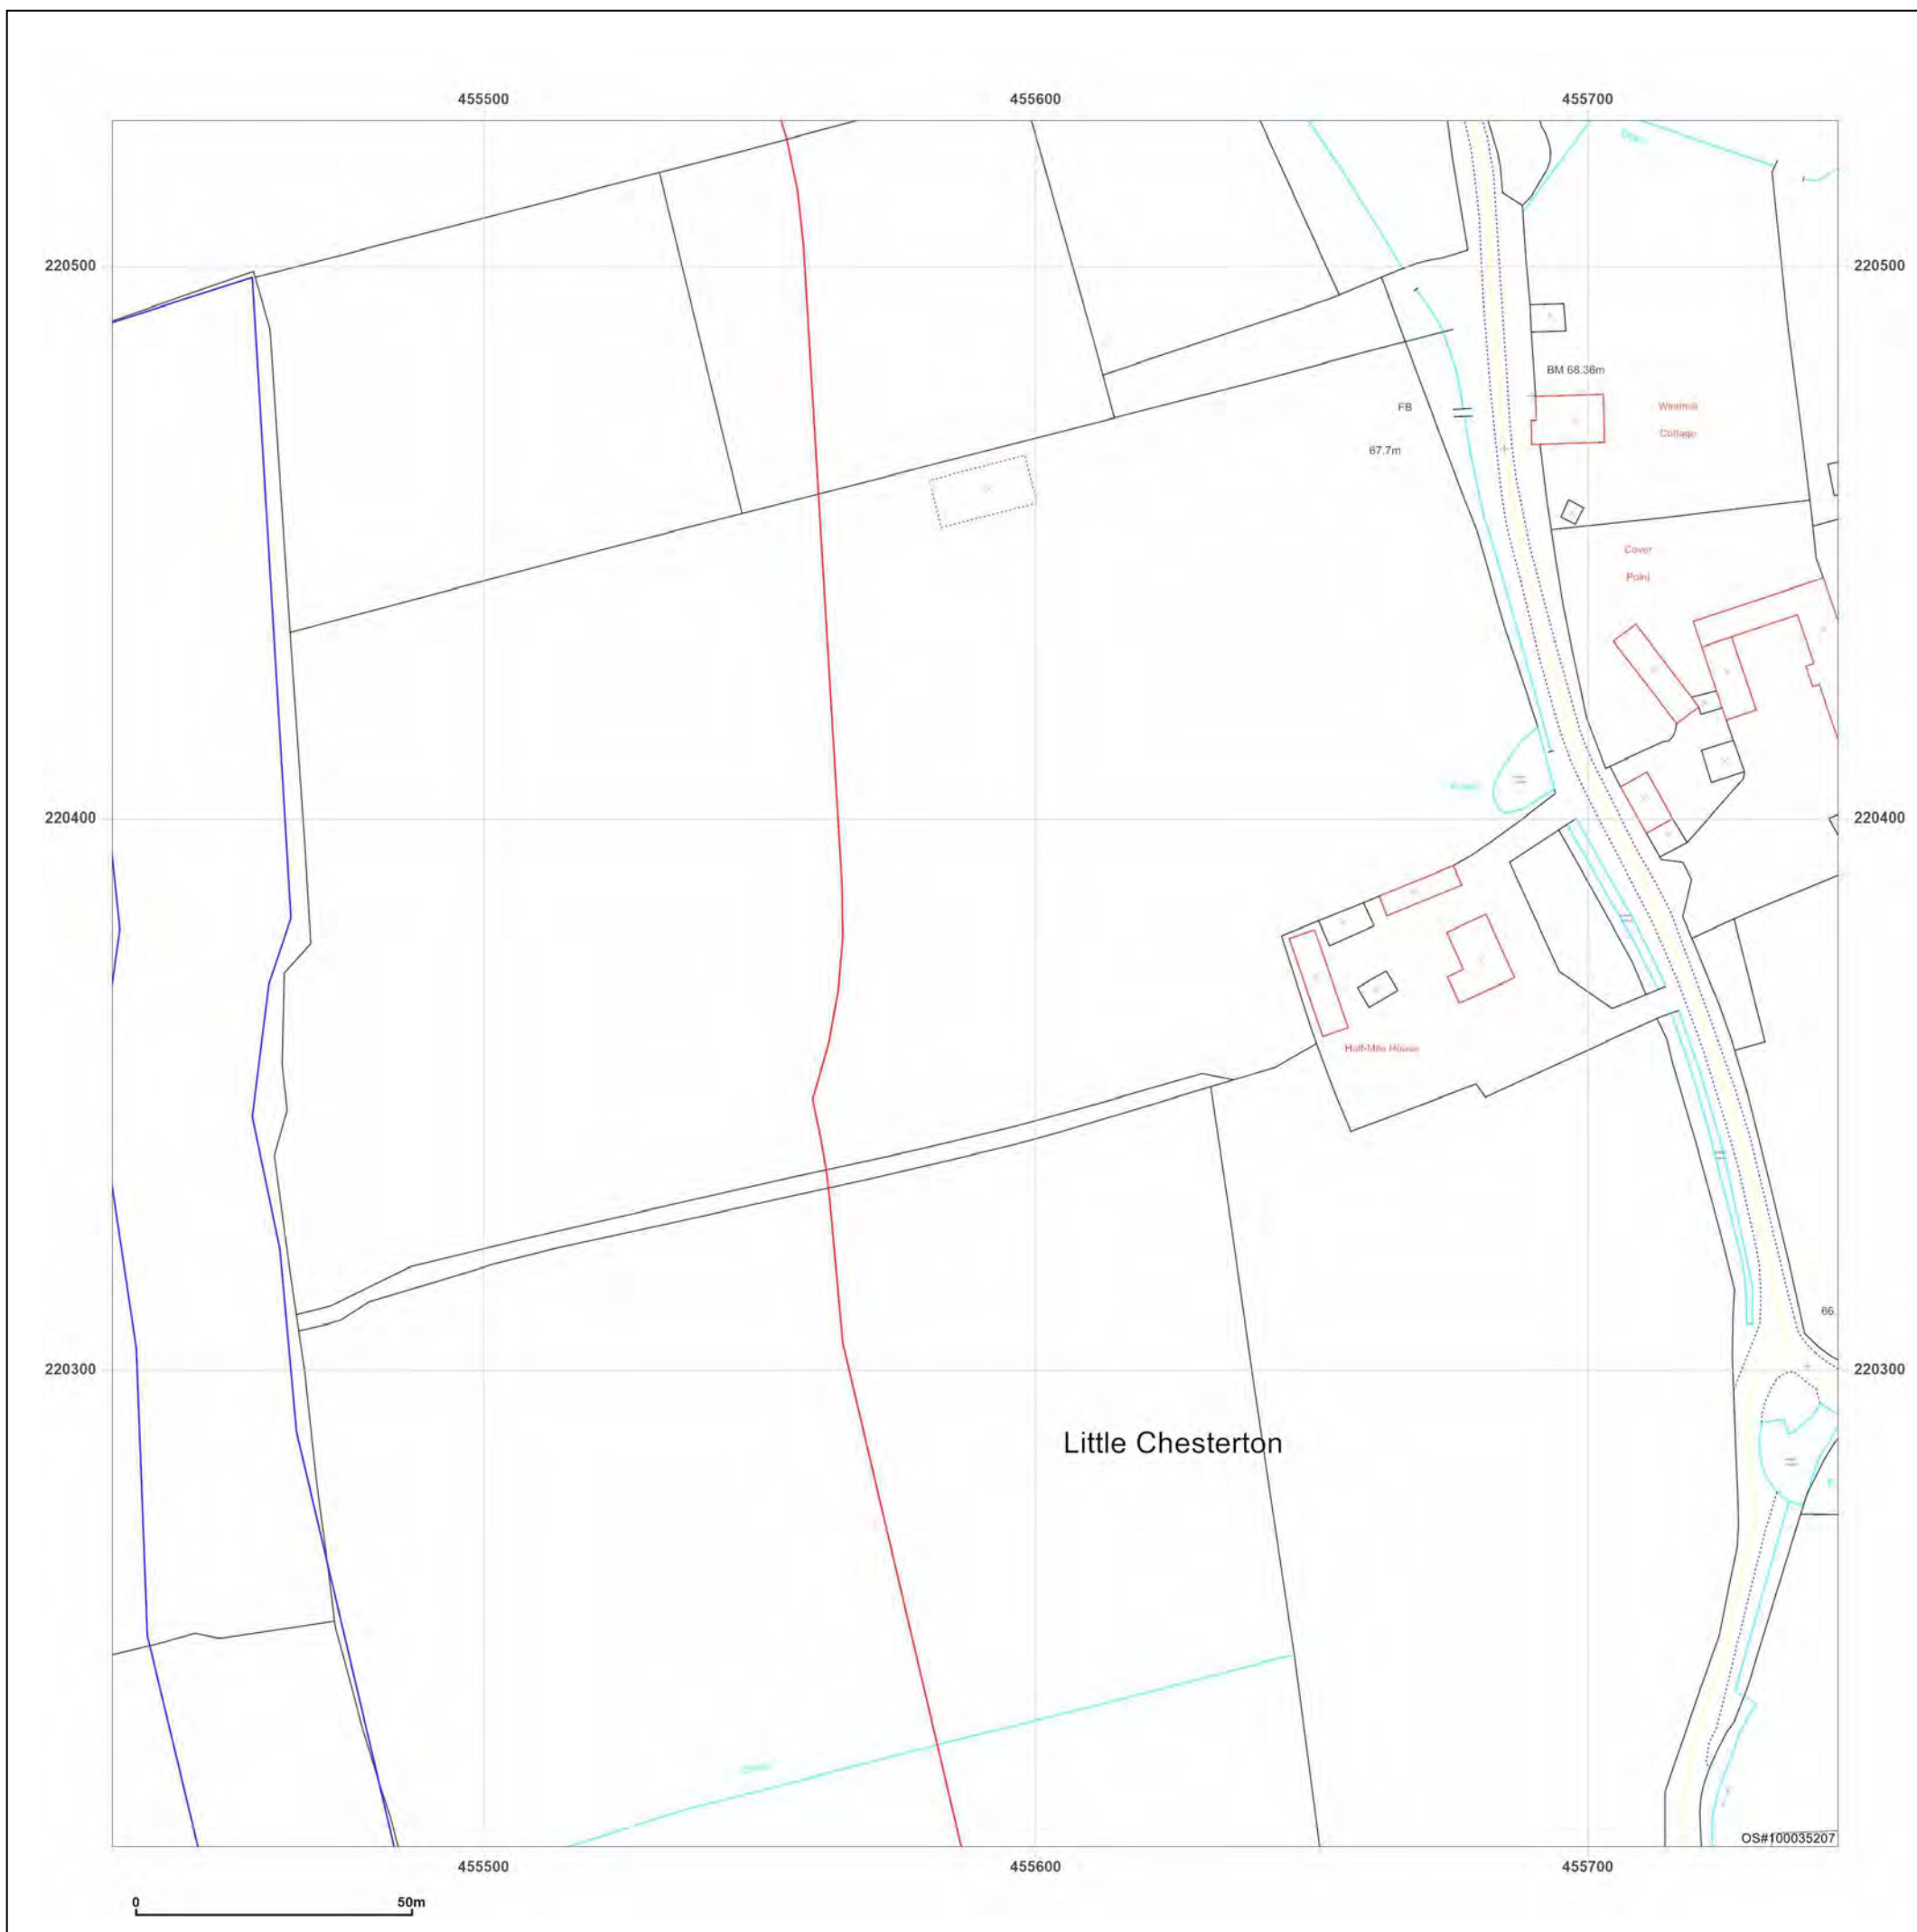 455500
455600
455700
Drain
220500
220500
BM 68.36m
FB
Windmill
Cottage
67.7m
Cover
Point
220400
220400
Half-Mile House
66.
220300
220300
Little Chesterton
OS#100035207
455500
455600
455700
0
50m